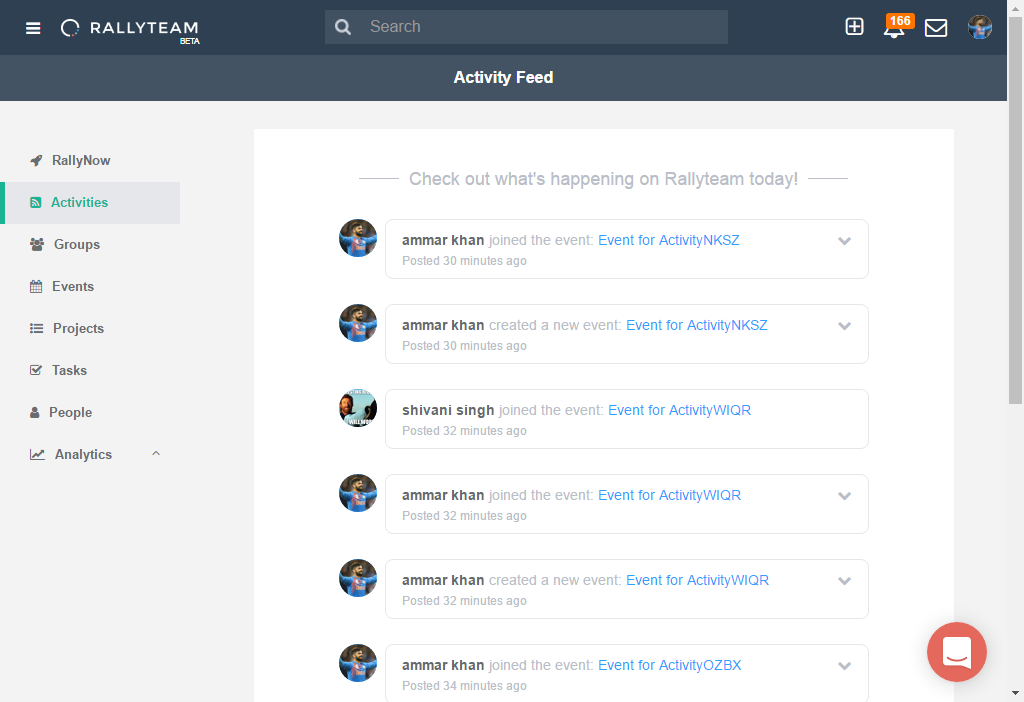 RALLYTEAM
BETA
Search
166
Activity Feed
RallyNow
Activities
Groups
Events
Projects
Tasks
People
Analytics
Check out what's happening on Rallyteam today!
ammar khan joined the event: Event for ActivityNKSZ
Posted 30 minutes ago
ammar khan created a new event: Event for ActivityNKSZ
Posted 30 minutes ago
shivani singh joined the event: Event for ActivityWIQR
Posted 32 minutes ago
ammar khan joined the event: Event for ActivityWIQR
Posted 32 minutes ago
ammar khan created a new event: Event for ActivityWIQR
Posted 32 minutes ago
ammar khan joined the event: Event for ActivityOZBX
Posted 34 minutes ago